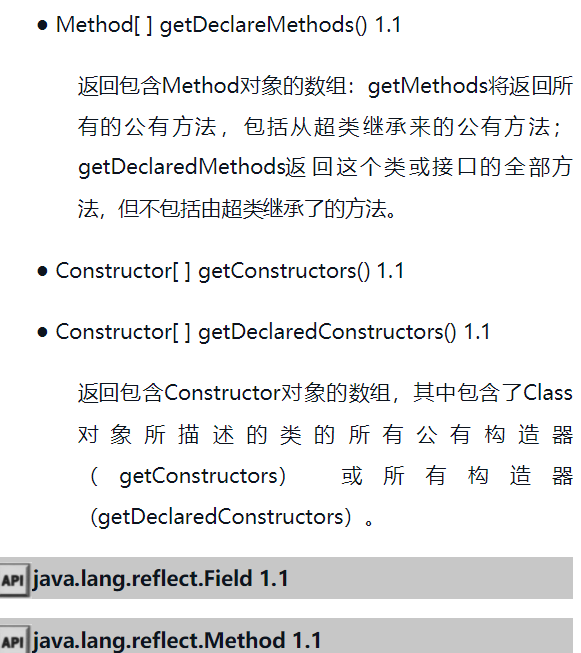 ● Method[ ] getDeclareMethods() 1.1
返回包含Method对象的数组：getMethods将返回所
有的公有方法，包括从超类继承来的公有方法；
getDeclaredMethods返回这个类或接口的全部方
法，但不包括由超类继承了的方法。
● Constructor[ ] getConstructors() 1.1
● Constructor[ ] getDeclaredConstructors() 1.1
返回包含Constructor对象的数组，其中包含了Class
对象所描述的类的所有公有构造器
（getConstructors）或所有构造器
（getDeclaredConstructors）。
API java.lang.reflect.Field 1.1
API java.lang.reflect.Method 1.1